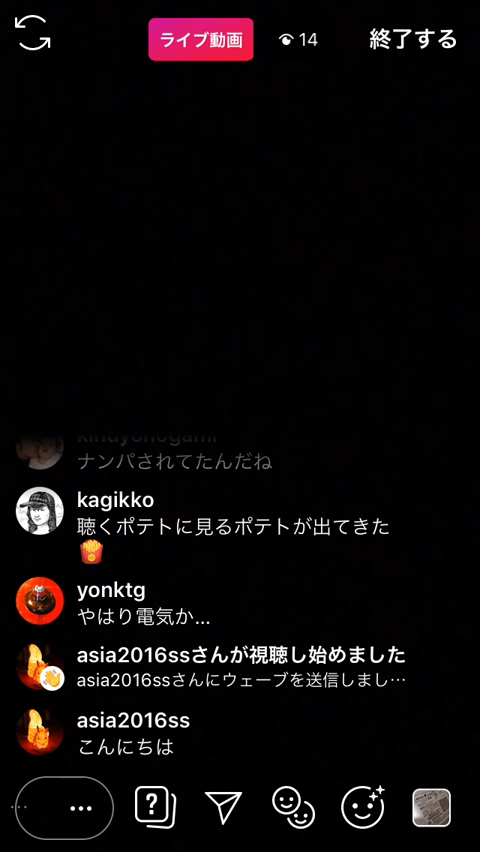 ライブ動画
14
終了する
ナンパされてたんだね
kagikko
聴くポテトに見るポテトが出てきた
🍟
yonktg
やはり電気か...
asia2016ssさんが視聴し始めました
asia2016ssさんにウェーブを送信しまし…
asia2016ss
こんにちは